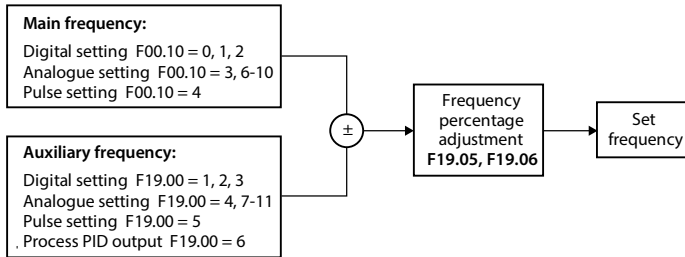 Main frequency:
Digital setting F00.10 = 0, 1, 2
Analogue setting F00.10 = 3, 6-10
Pulse setting F00.10 = 4
±
Frequency
percentage
adjustment
F19.05, F19.06
Set
frequency
Auxiliary frequency:
Digital setting F19.00 = 1, 2, 3
Analogue setting F19.00 = 4, 7-11
Pulse setting F19.00 = 5
. Process PID output F19.00 = 6